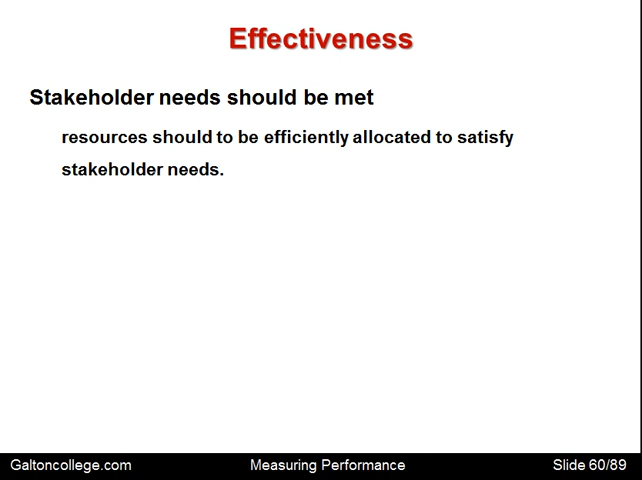 Effectiveness
Stakeholder needs should be met
resources should to be efficiently allocated to satisfy
stakeholder needs.
Galtoncollege.com Measuring Performance Slide 60/89